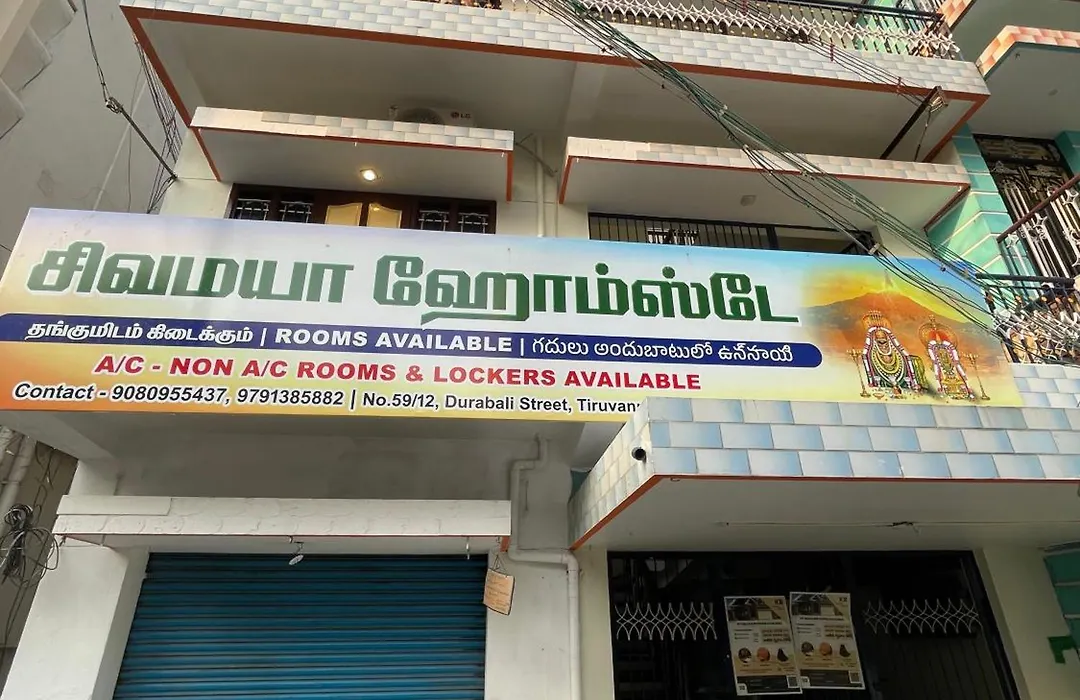 LG
சிவமயா ஹோம்ஸ்டே
தங்குமிடம் கிடைக்கும் | ROOMS AVAILABLE | గదులు అందుబాటులో ఉన్నాయి
A/C - NON A/C ROOMS & LOCKERS AVAILABLE
Contact - 9080955437, 9791385882 | No.59/12, Durabali Street,